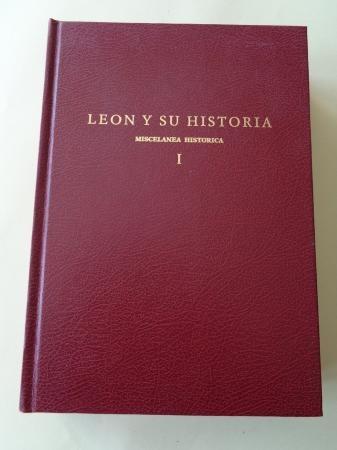 LEON Y SU HISTORIA
MISCELANEA HISTORICA
I